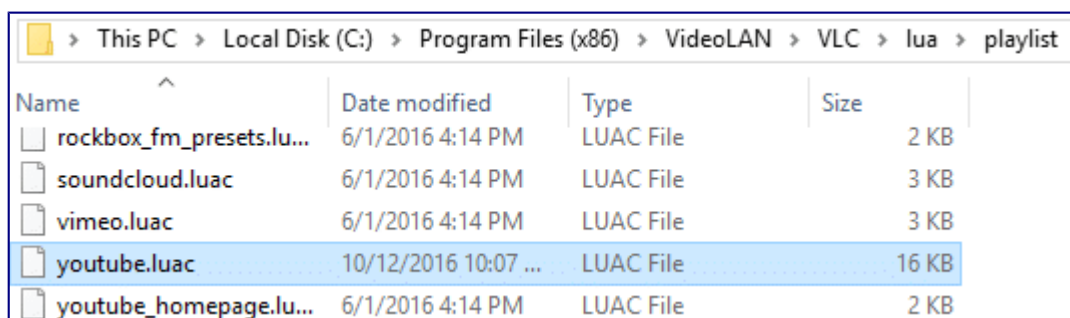 This PC > Local Disk (C:) > Program Files (x86) > VideoLAN > VLC > lua > playlist
Name Date modified Type Size
rockbox_fm_presets.lu... 6/1/2016 4:14 PM LUAC File 2 KB
soundcloud.luac 6/1/2016 4:14 PM LUAC File 3 KB
vimeo.luac 6/1/2016 4:14 PM LUAC File 3 KB
youtube.luac 10/12/2016 10:07 ... LUAC File 16 KB
youtube_homepage.lu... 6/1/2016 4:14 PM LUAC File 2 KB